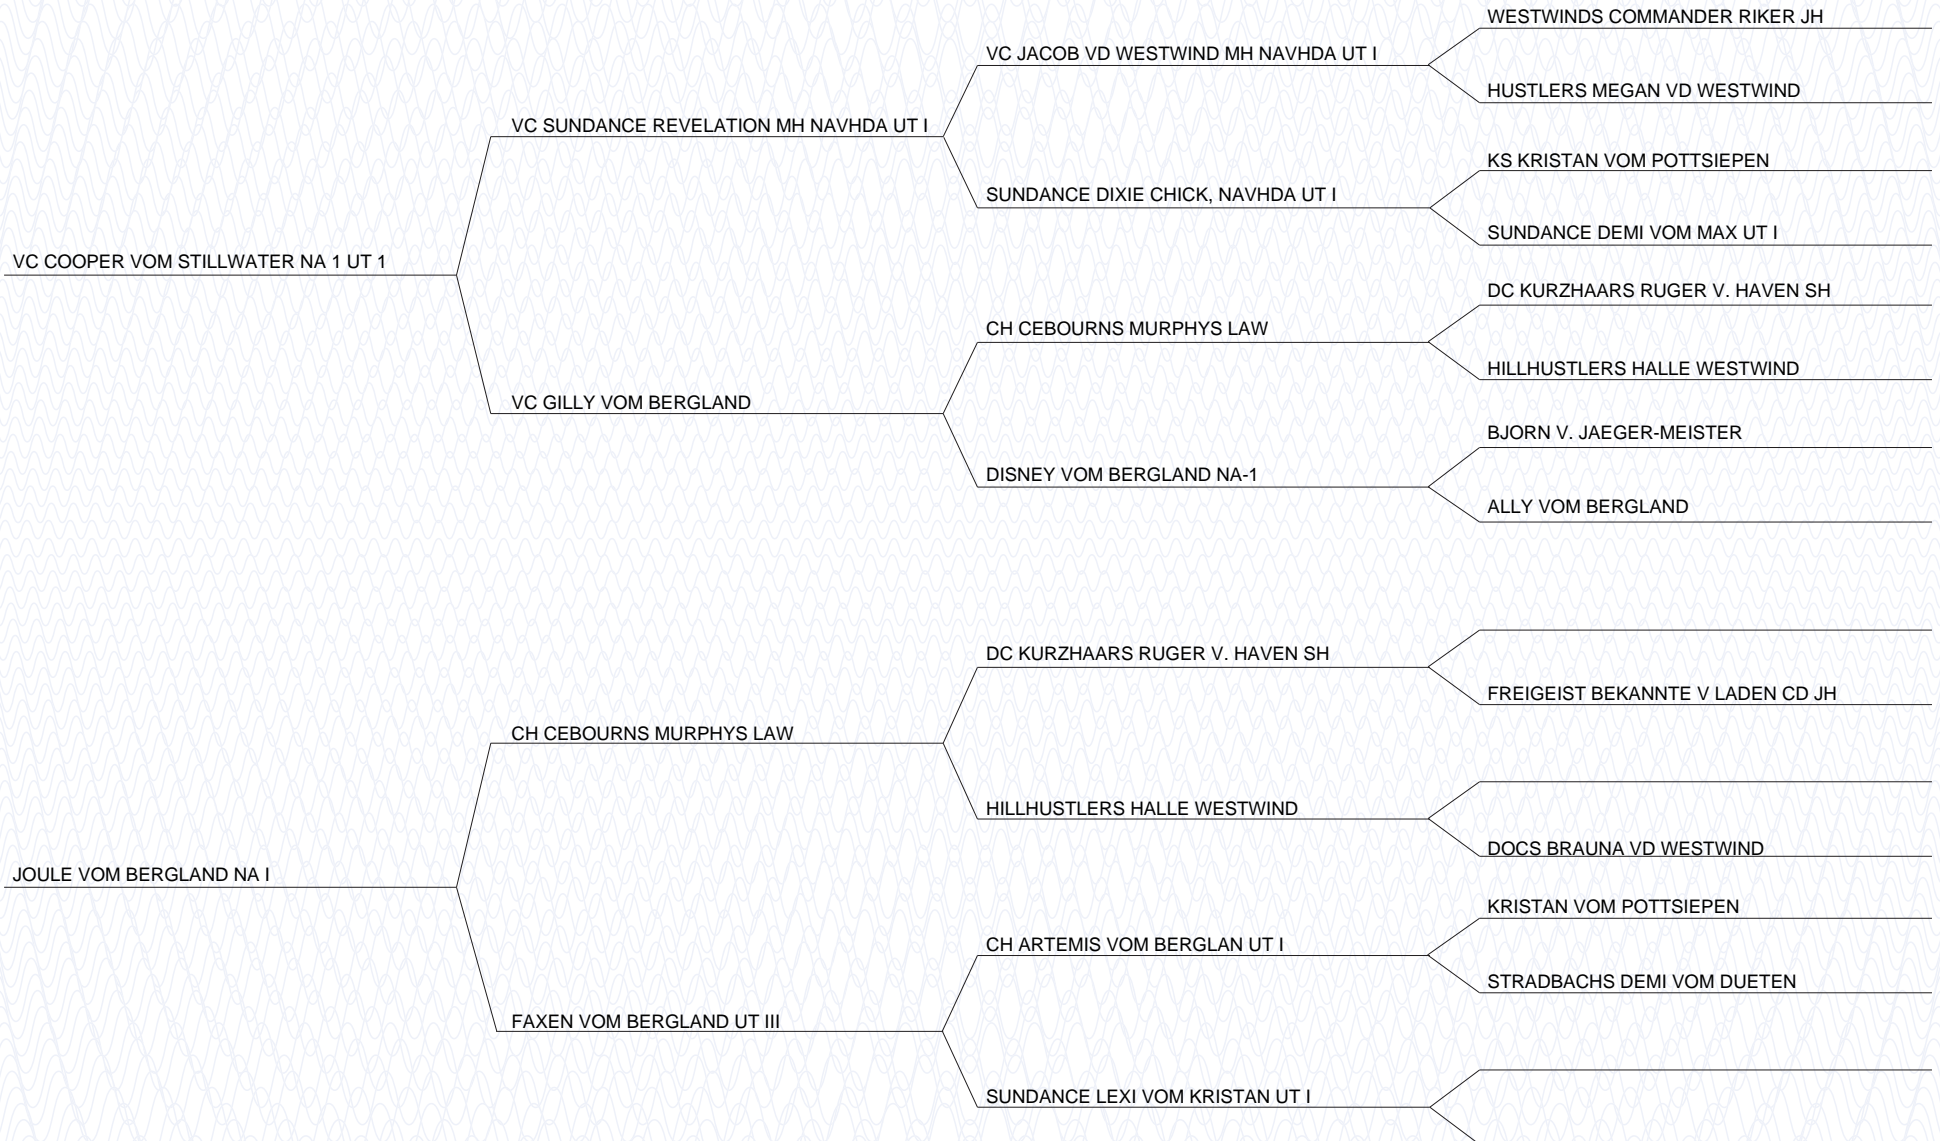 WESTWINDS COMMANDER RIKER JH
VC JACOB VD WESTWIND MH NAVHDA UT I
HUSTLERS MEGAN VD WESTWIND
VC SUNDANCE REVELATION MH NAVHDA UT I
KS KRISTAN VOM POTTSIEPEN
SUNDANCE DIXIE CHICK, NAVHDA UT I
SUNDANCE DEMI VOM MAX UT I
VC COOPER VOM STILLWATER NA 1 UT 1
DC KURZHAARS RUGER V. HAVEN SH
CH CEBOURNS MURPHYS LAW
HILLHUSTLERS HALLE WESTWIND
VC GILLY VOM BERGLAND
BJORN V. JAEGER-MEISTER
DISNEY VOM BERGLAND NA-1
ALLY VOM BERGLAND
DC KURZHAARS RUGER V. HAVEN SH
FREIGEIST BEKANNTE V LADEN CD JH
CH CEBOURNS MURPHYS LAW
HILLHUSTLERS HALLE WESTWIND
DOCS BRAUNA VD WESTWIND
JOULE VOM BERGLAND NA I
KRISTAN VOM POTTSIEPEN
CH ARTEMIS VOM BERGLAN UT I
STRADBACHS DEMI VOM DUETEN
FAXEN VOM BERGLAND UT III
SUNDANCE LEXI VOM KRISTAN UT I